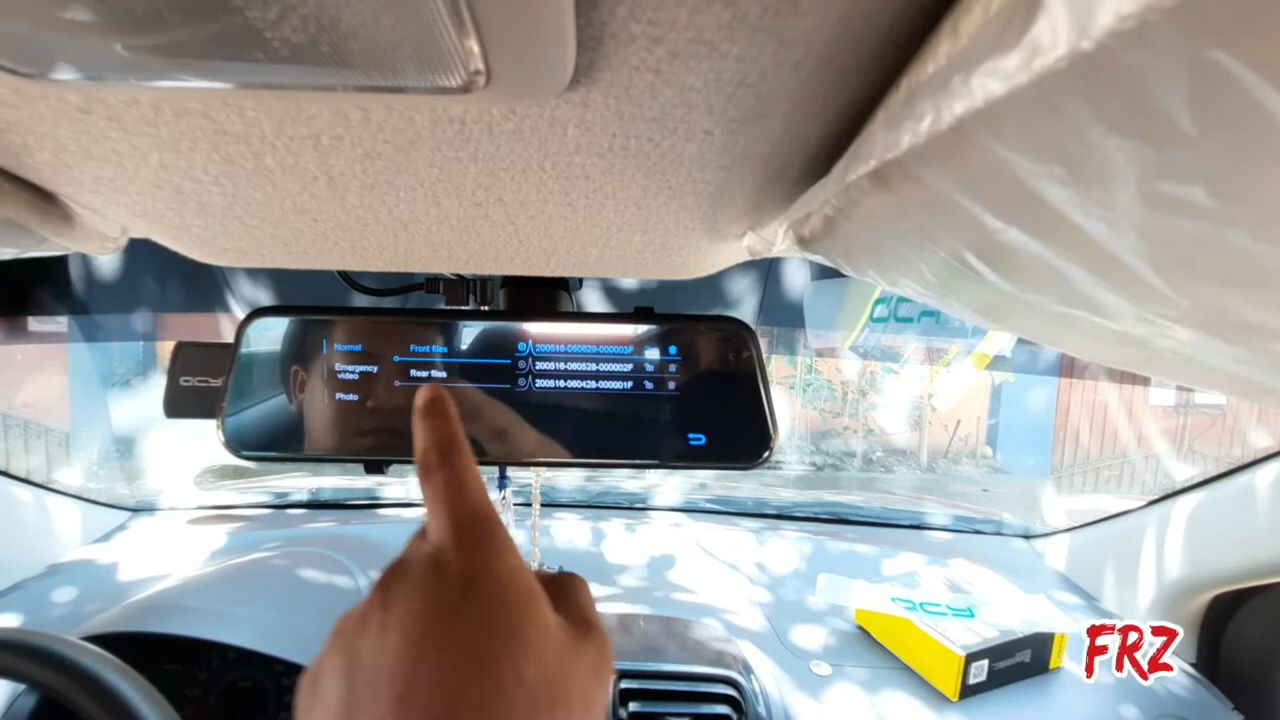 Normal
Emergency
video
Photo
Front files
Rear files
200516-060629-000003F
200516-060528-000002F
200516-060428-000001F
QCY
QCY
FRZ